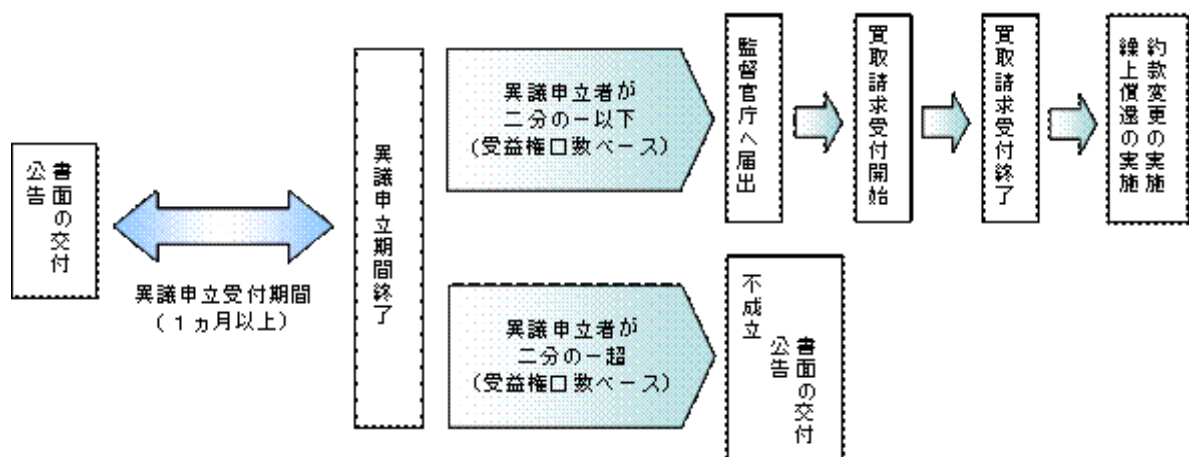 書面の交付
公告
異議申立受付期間
(1ヵ月以上)
異議申立期間終了
異議申立者が
二分の一以下
(受益権口数ベース)
監督官庁へ届出
買取請求受付開始
買取請求受付終了
約款変更の実施
繰上償還の実施
異議申立者が
二分の一超
(受益権口数ベース)
不成立
書面の交付
公告